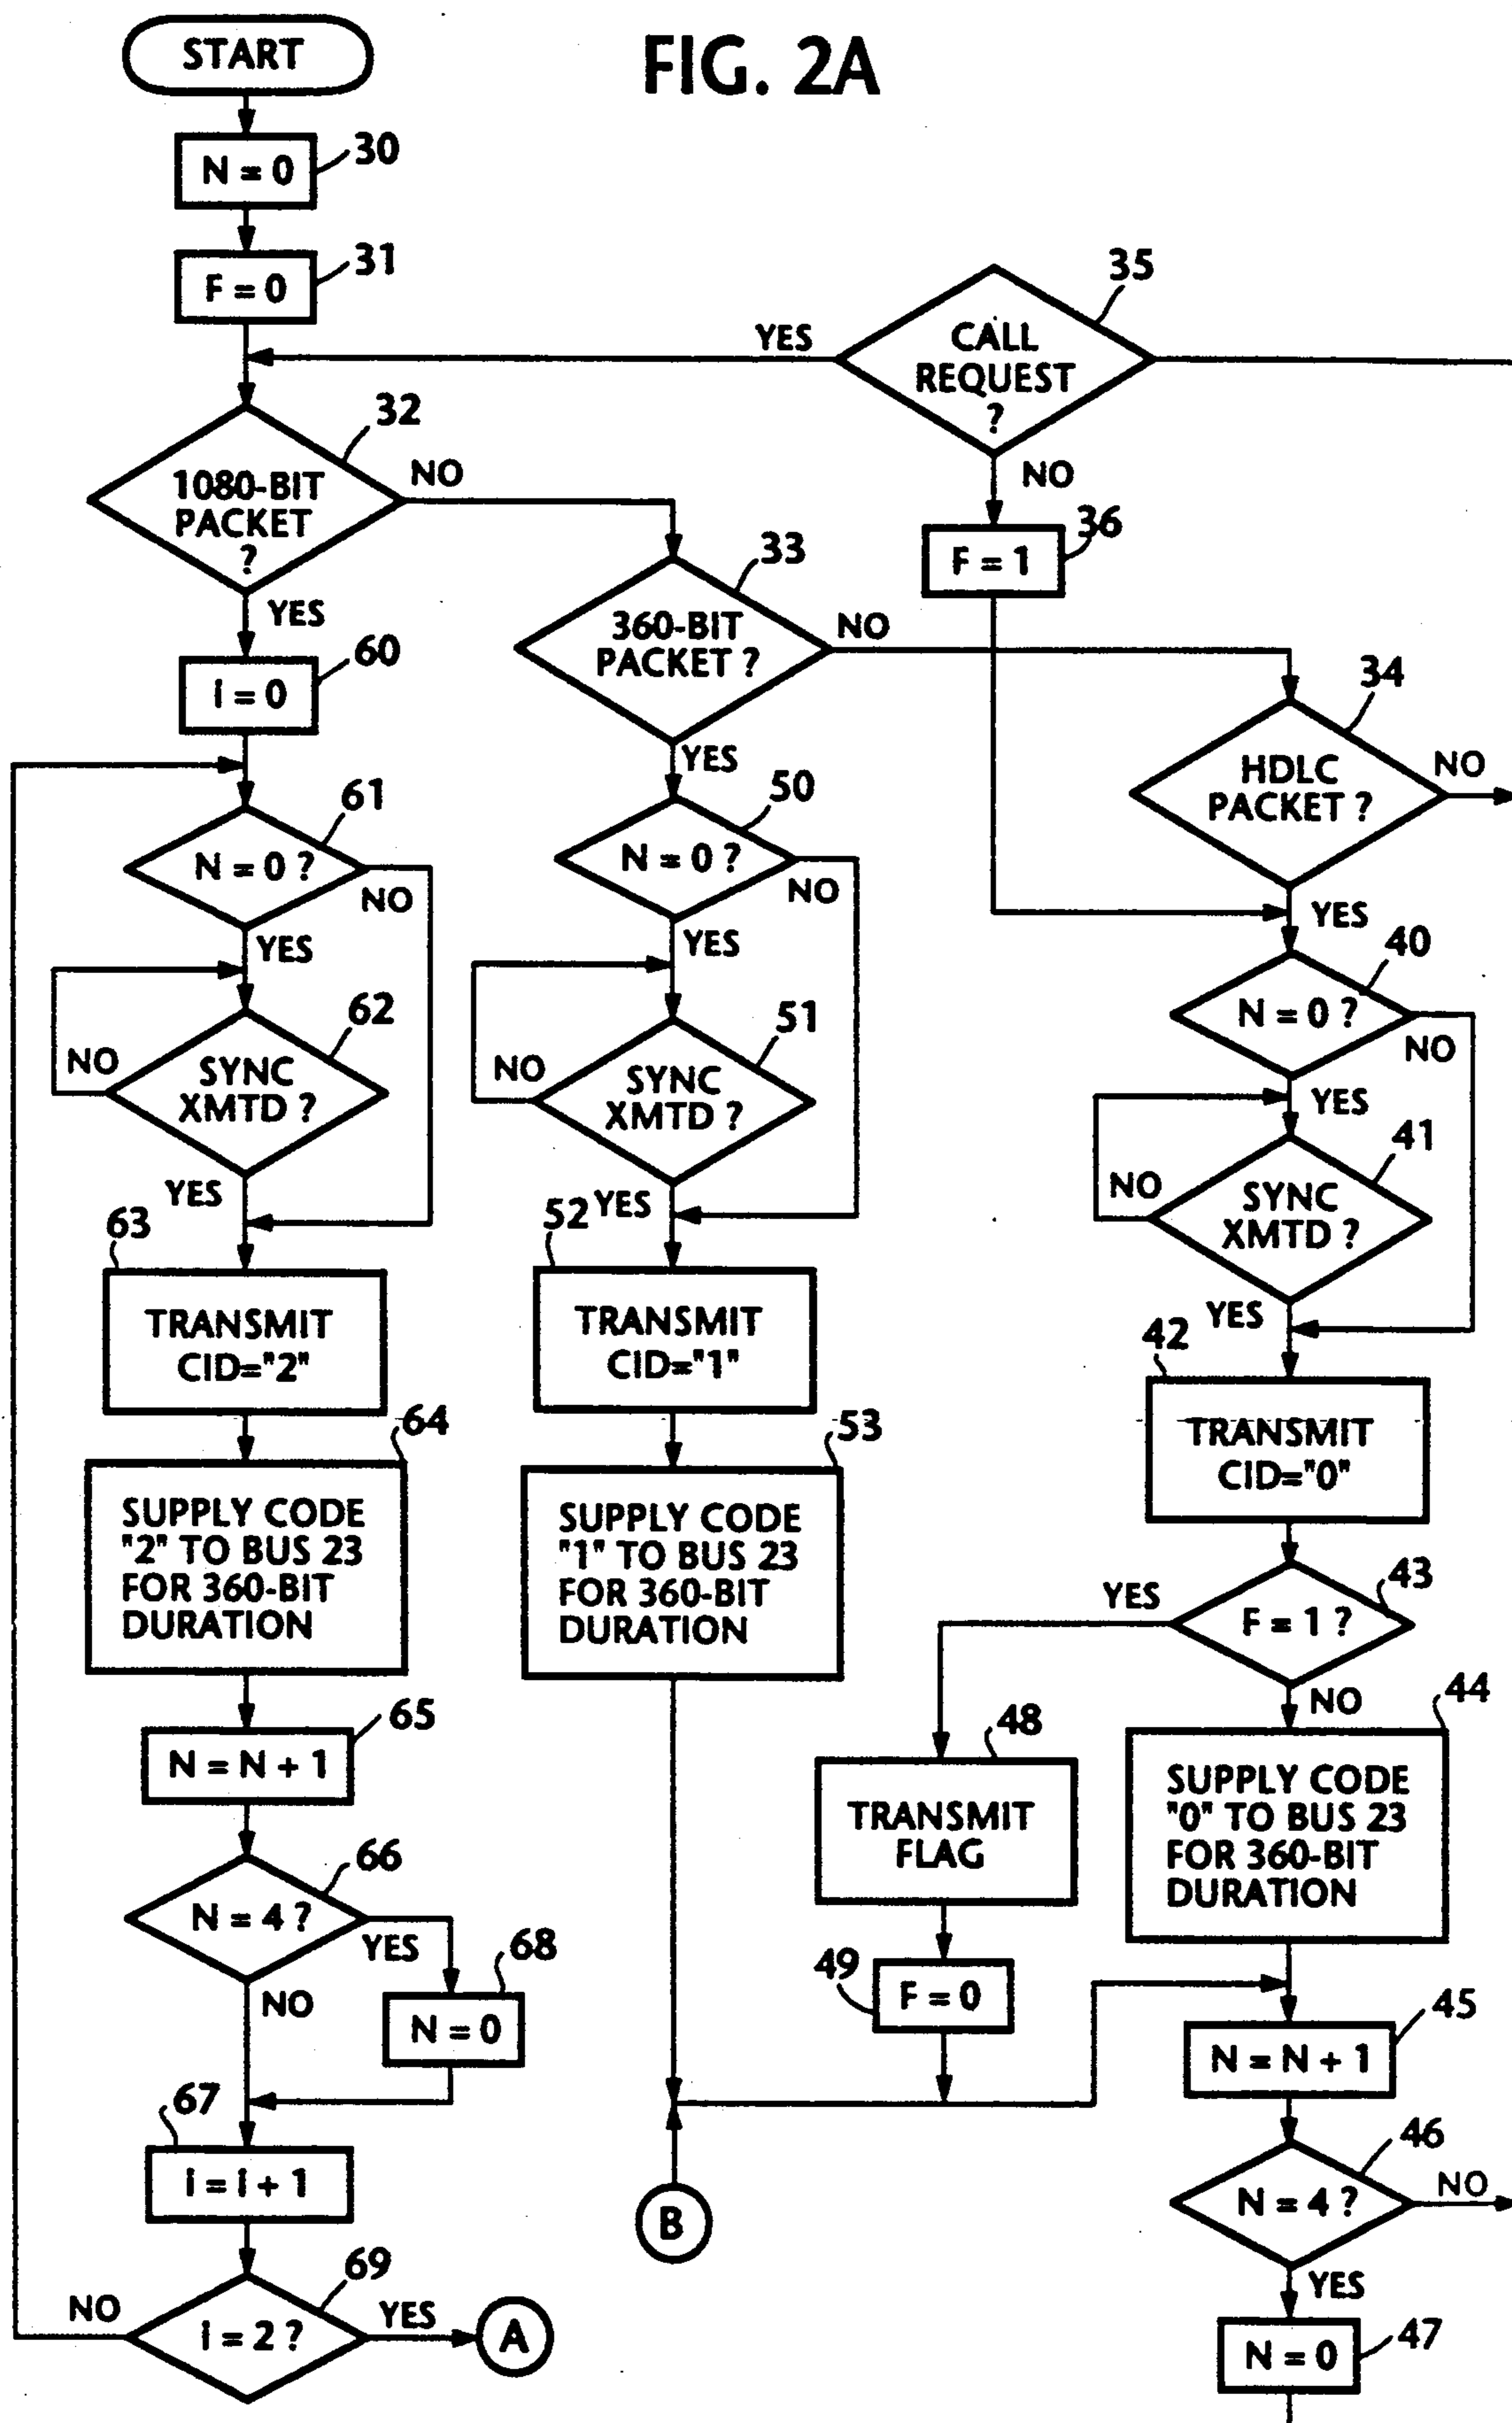 FIG. 2A
START
N = 0
30
F = 0
31
CALL
REQUEST
?
35
YES
NO
F = 1
36
1080-BIT
PACKET
?
32
NO
YES
360-BIT
PACKET ?
33
NO
YES
HDLC
PACKET ?
34
NO
YES
i = 0
60
N = 0 ?
61
NO
YES
SYNC
XMTD ?
62
NO
YES
TRANSMIT
CID="2"
63
SUPPLY CODE
"2" TO BUS 23
FOR 360-BIT
DURATION
64
N = N + 1
65
N = 4 ?
66
YES
NO
N = 0
68
i = i + 1
67
i = 2 ?
69
NO
YES
A
N = 0 ?
50
NO
YES
SYNC
XMTD ?
51
NO
YES
TRANSMIT
CID="1"
52
SUPPLY CODE
"1" TO BUS 23
FOR 360-BIT
DURATION
53
B
N = 0 ?
40
NO
YES
SYNC
XMTD ?
41
NO
YES
TRANSMIT
CID="0"
42
F = 1 ?
43
YES
NO
TRANSMIT
FLAG
48
F = 0
49
SUPPLY CODE
"0" TO BUS 23
FOR 360-BIT
DURATION
44
N = N + 1
45
N = 4 ?
46
NO
YES
N = 0
47